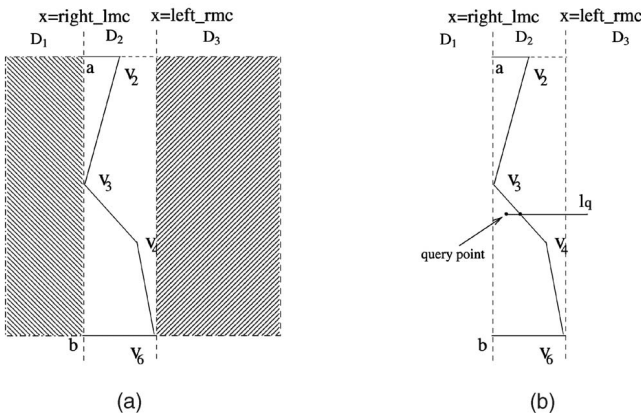 x=right_lmc x=left_rmc
D1 D2 D3
a
V2
V3
V4
b
V6
(a)
x=right_lmc x=left_rmc
D1 D2 D3
a
V2
V3
lq
query point
V4
b
V6
(b)